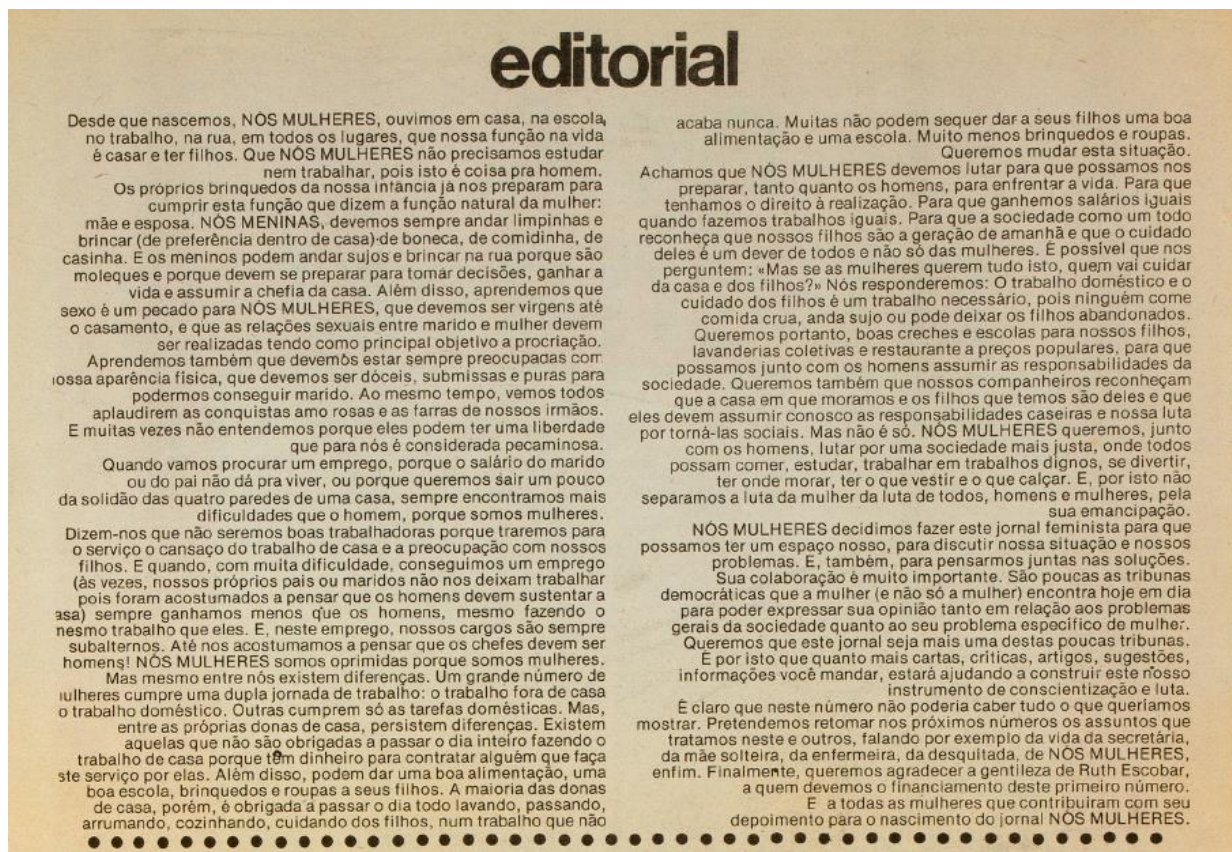 editorial
Desde que nascemos, NÓS MULHERES, ouvimos em casa, na escola,
no trabalho, na rua, em todos os lugares, que nossa função na vida
é casar e ter filhos. Que NÓS MULHERES não precisamos estudar
nem trabalhar, pois isto é coisa pra homem.
Os próprios brinquedos da nossa infância já nos preparam para
cumprir esta função que dizem a função natural da mulher:
mãe e esposa. NÓS MENINAS, devemos sempre andar limpinhas e
brincar (de preferência dentro de casa) de boneca, de comidinha, de
casinha. E os meninos podem andar sujos e brincar na rua porque são
moleques e porque devem se preparar para tomar decisões, ganhar a
vida e assumir a chefia da casa. Além disso, aprendemos que
sexo é um pecado para NÓS MULHERES, que devemos ser virgens até
o casamento, e que as relações sexuais entre marido e mulher devem
ser realizadas tendo como principal objetivo a procriação.
Aprendemos também que devemos estar sempre preocupadas com
ossa aparência física, que devemos ser dóceis, submissas e puras para
podermos conseguir marido. Ao mesmo tempo, vemos todos
aplaudirem as conquistas amo rosas e as farras de nossos irmãos.
E muitas vezes não entendemos porque eles podem ter uma liberdade
que para nós é considerada pecaminosa.
Quando vamos procurar um emprego, porque o salário do marido
ou do pai não dá pra viver, ou porque queremos sair um pouco
da solidão das quatro paredes de uma casa, sempre encontramos mais
dificuldades que o homem, porque somos mulheres.
Dizem-nos que não seremos boas trabalhadoras porque traremos para
o serviço o cansaço do trabalho de casa e a preocupação com nossos
filhos. E quando, com muita dificuldade, conseguimos um emprego
(às vezes, nossos próprios pais ou maridos não nos deixam trabalhar
pois foram acostumados a pensar que os homens devem sustentar a
asa) sempre ganhamos menos que os homens, mesmo fazendo o
nesmo trabalho que eles. E, neste emprego, nossos cargos são sempre
subalternos. Até nos acostumamos a pensar que os chefes devem ser
homens! NÓS MULHERES somos oprimidas porque somos mulheres.
Mas mesmo entre nós existem diferenças. Um grande número de
ulheres cumpre uma dupla jornada de trabalho: o trabalho fora de casa
o trabalho doméstico. Outras cumprem só as tarefas domésticas. Mas,
entre as próprias donas de casa, persistem diferenças. Existem
aquelas que não são obrigadas a passar o dia inteiro fazendo o
trabalho de casa porque têm dinheiro para contratar alguém que faça
ste serviço por elas. Além disso, podem dar uma boa alimentação, uma
boa escola, brinquedos e roupas a seus filhos. A maioria das donas
de casa, porém, é obrigada a passar o dia todo lavando, passando,
arrumando, cozinhando, cuidando dos filhos, num trabalho que não
acaba nunca. Muitas não podem sequer dar a seus filhos uma boa
alimentação e uma escola. Muito menos brinquedos e roupas.
Queremos mudar esta situação.
Achamos que NÓS MULHERES devemos lutar para que possamos nos
preparar, tanto quanto os homens, para enfrentar a vida. Para que
tenhamos o direito à realização. Para que ganhemos salários iguais
quando fazemos trabalhos iguais. Para que a sociedade como um todo
reconheça que nossos filhos são a geração de amanhã e que o cuidado
deles é um dever de todos e não só das mulheres. É possível que nos
perguntem: «Mas se as mulheres querem tudo isto, quem vai cuidar
da casa e dos filhos?» Nós responderemos: O trabalho doméstico e o
cuidado dos filhos é um trabalho necessário, pois ninguém come
comida crua, anda sujo ou pode deixar os filhos abandonados.
Queremos portanto, boas creches e escolas para nossos filhos,
lavanderias coletivas e restaurante a preços populares, para que
possamos junto com os homens assumir as responsabilidades da
sociedade. Queremos também que nossos companheiros reconheçam
que a casa em que moramos e os filhos que temos são deles e que
eles devem assumir conosco as responsabilidades caseiras e nossa luta
por torná-las sociais. Mas não é só. NÓS MULHERES queremos, junto
com os homens, lutar por uma sociedade mais justa, onde todos
possam comer, estudar, trabalhar em trabalhos dignos, se divertir,
ter onde morar, ter o que vestir e o que calçar. E, por isto não
separamos a luta da mulher da luta de todos, homens e mulheres, pela
sua emancipação.
NÓS MULHERES decidimos fazer este jornal feminista para que
possamos ter um espaço nosso, para discutir nossa situação e nossos
problemas. E, também, para pensarmos juntas nas soluções.
Sua colaboração é muito importante. São poucas as tribunas
democráticas que a mulher (e não só a mulher) encontra hoje em dia
para poder expressar sua opinião tanto em relação aos problemas
gerais da sociedade quanto ao seu problema específico de mulher.
Queremos que este jornal seja mais uma destas poucas tribunas.
É por isto que quanto mais cartas, críticas, artigos, sugestões,
informações você mandar, estará ajudando a construir este nosso
instrumento de conscientização e luta.
É claro que neste número não poderia caber tudo o que queríamos
mostrar. Pretendemos retomar nos próximos números os assuntos que
tratamos neste e outros, falando por exemplo da vida da secretária,
da mãe solteira, da enfermeira, da desquitada, de NÓS MULHERES,
enfim. Finalmente, queremos agradecer a gentileza de Ruth Escobar,
a quem devemos o financiamento deste primeiro número.
E a todas as mulheres que contribuiram com seu
depoimento para o nascimento do jornal NÓS MULHERES.